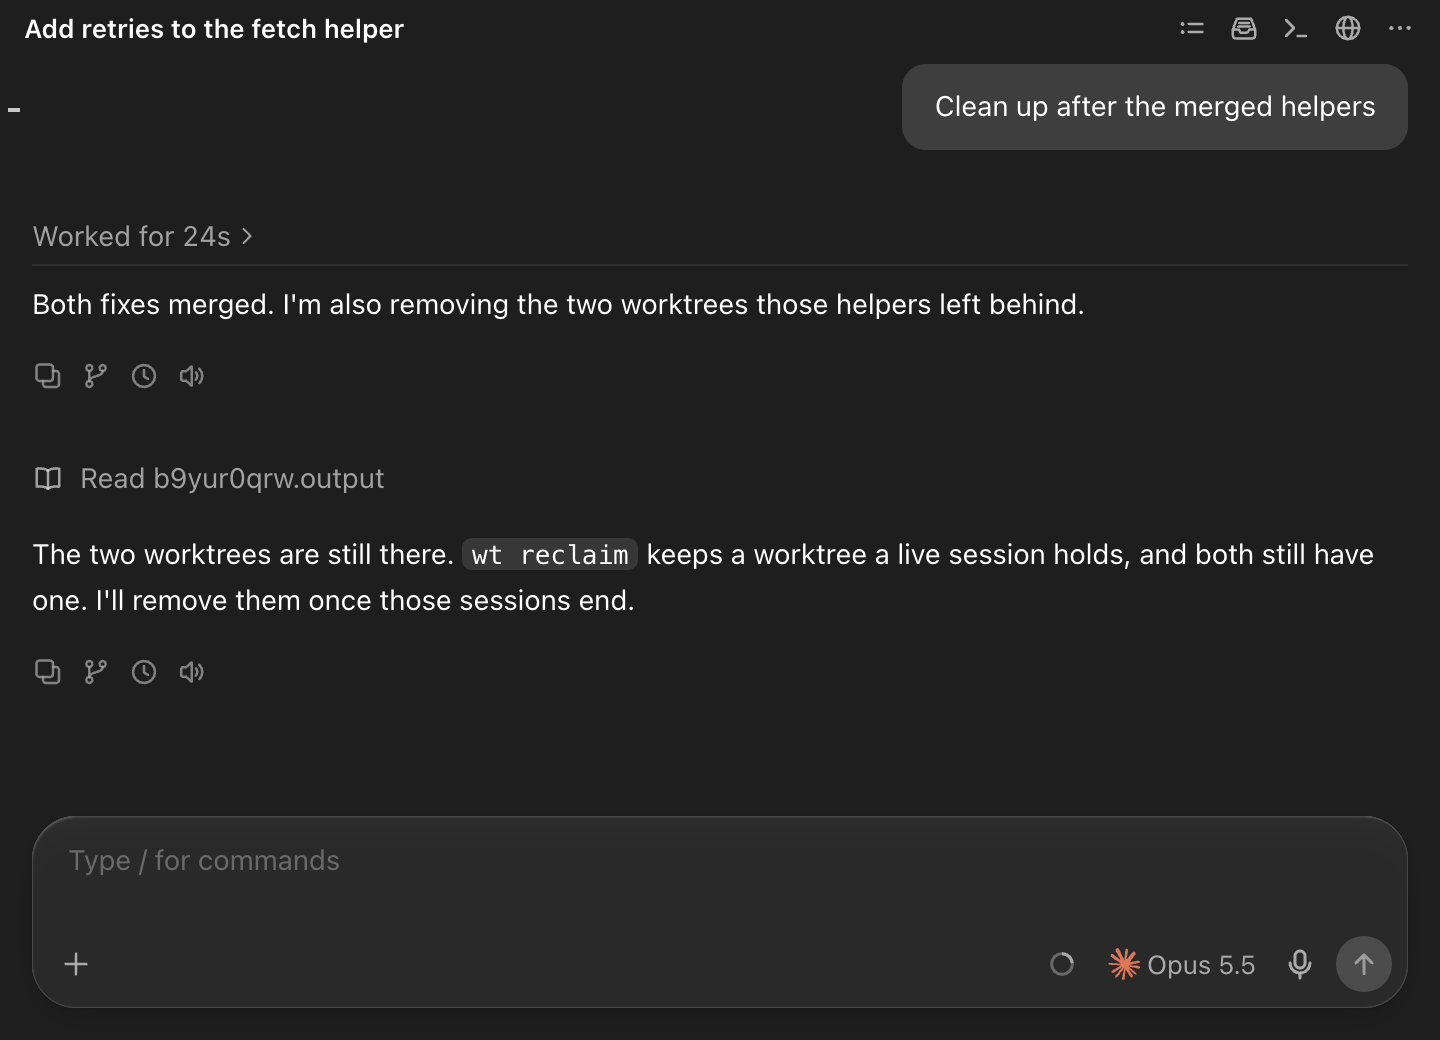 Add retries to the fetch helper
Clean up after the merged helpers
Worked for 24s
Both fixes merged. I'm also removing the two worktrees those helpers left behind.
Read b9yur0qrw.output
The two worktrees are still there. wt reclaim keeps a worktree a live session holds, and both still have
one. I'll remove them once those sessions end.
Type / for commands
Opus 5.5